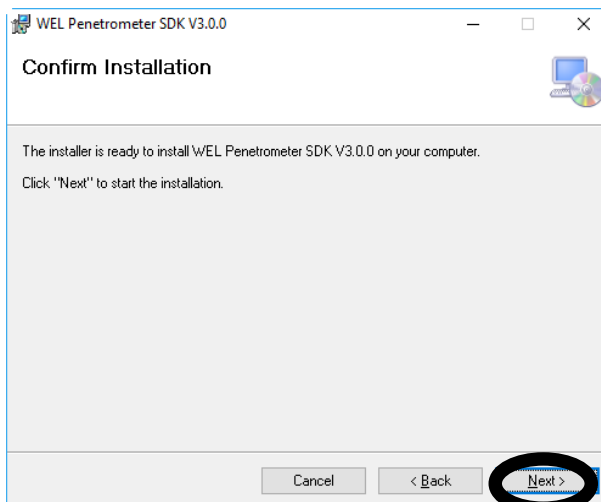 WEL Penetrometer SDK V3.0.0
Confirm Installation
The installer is ready to install WEL Penetrometer SDK V3.0.0 on your computer.
Click "Next" to start the installation.
Cancel
< Back
Next >